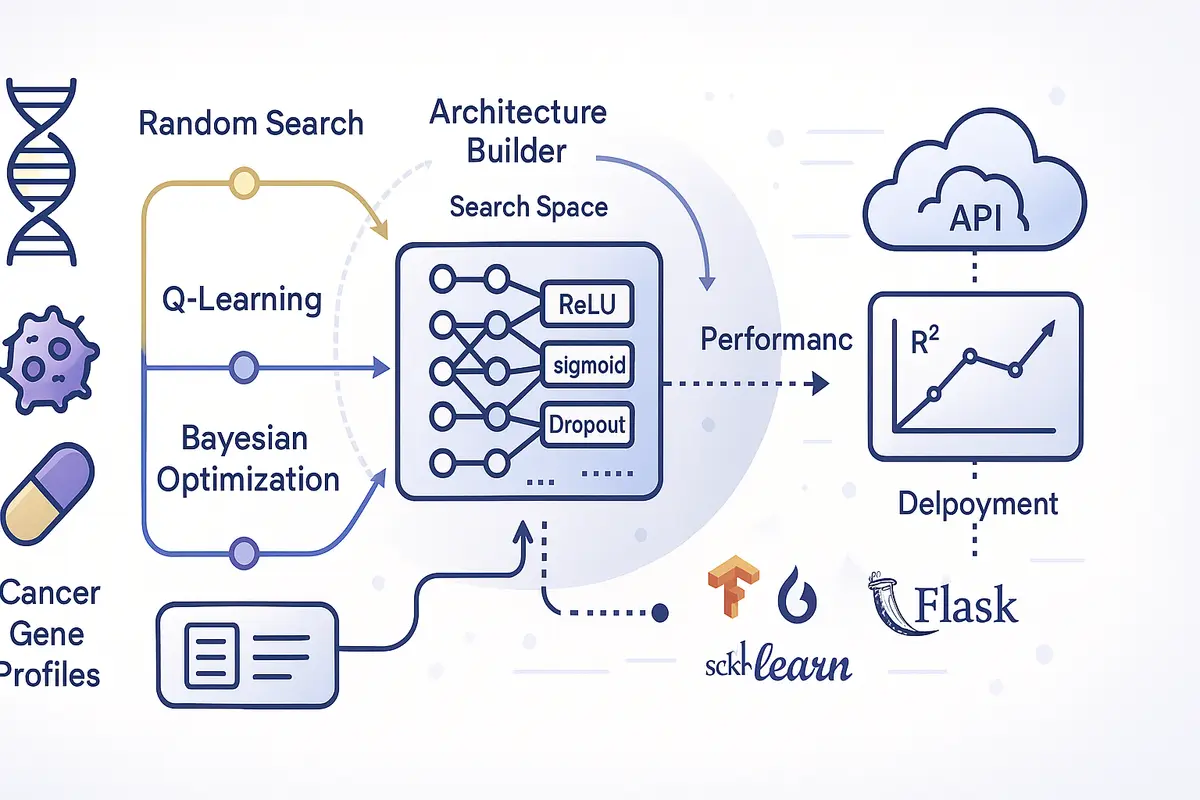 Random Search
Architecture
Builder
Search Space
Q-Learning
Bayesian
Optimization
ReLU
sigmoid
Dropout
...
Performanc
API
R²
Delpoyment
Cancer
Gene
Profiles
sckhlearn
Flask